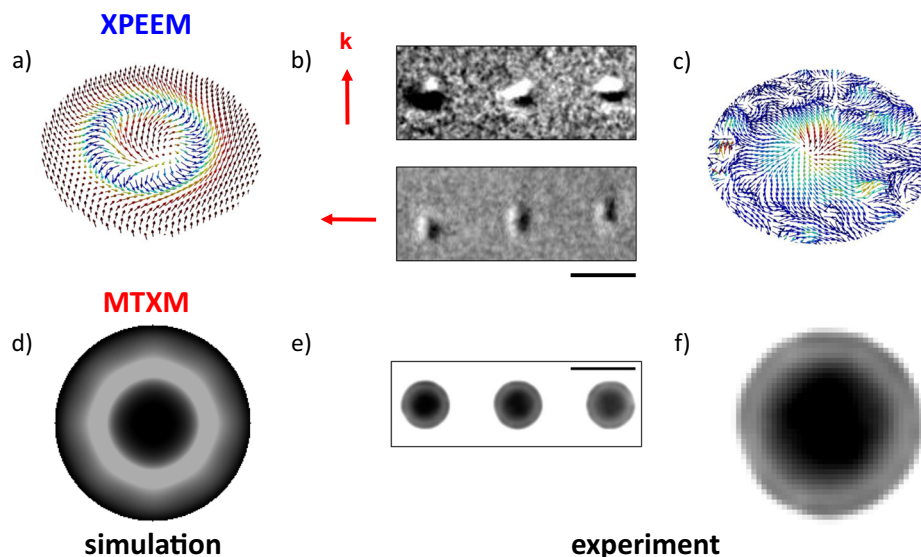 XPEEM
a)
b)
k
c)
MTXM
d)
e)
f)
simulation
experiment